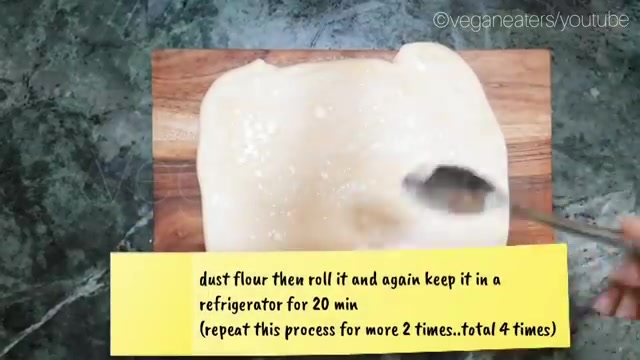 ©veganeaters/youtube
dust flour then roll it and again keep it in a
refrigerator for 20 min
(repeat this process for more 2 times..total 4 times)